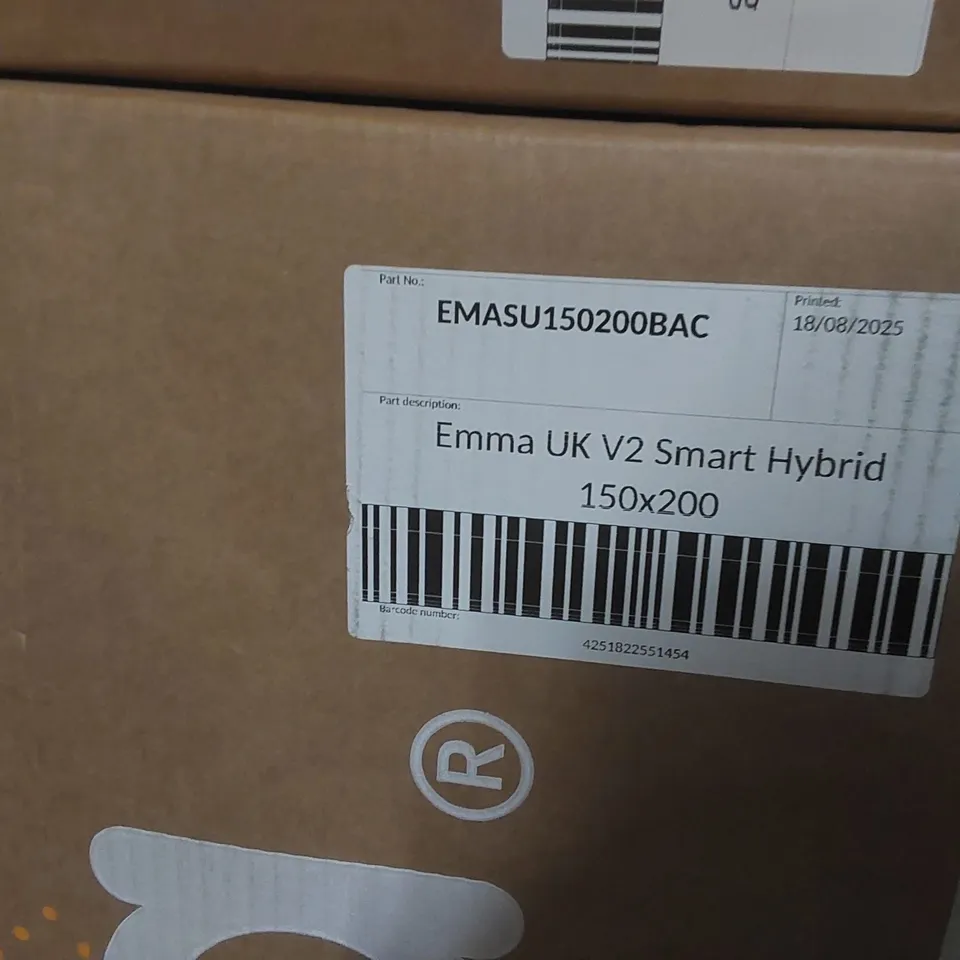 Part No.:
EMASU150200BAC
Printed:
18/08/2025
Part description:
Emma UK V2 Smart Hybrid
150x200
Barcode number:
4251822551454
®
a